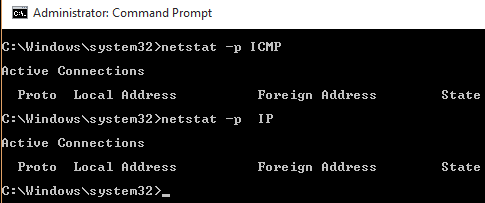 Administrator: Command Prompt
C:\Windows\system32>netstat -p ICMP
Active Connections
Proto  Local Address          Foreign Address        State
C:\Windows\system32>netstat -p  IP
Active Connections
Proto  Local Address          Foreign Address        State
C:\Windows\system32>_